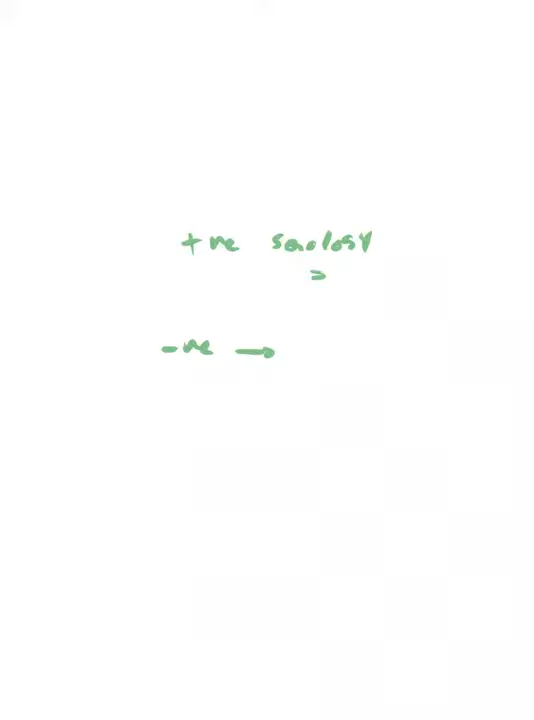 +ve serology
>
-ve →